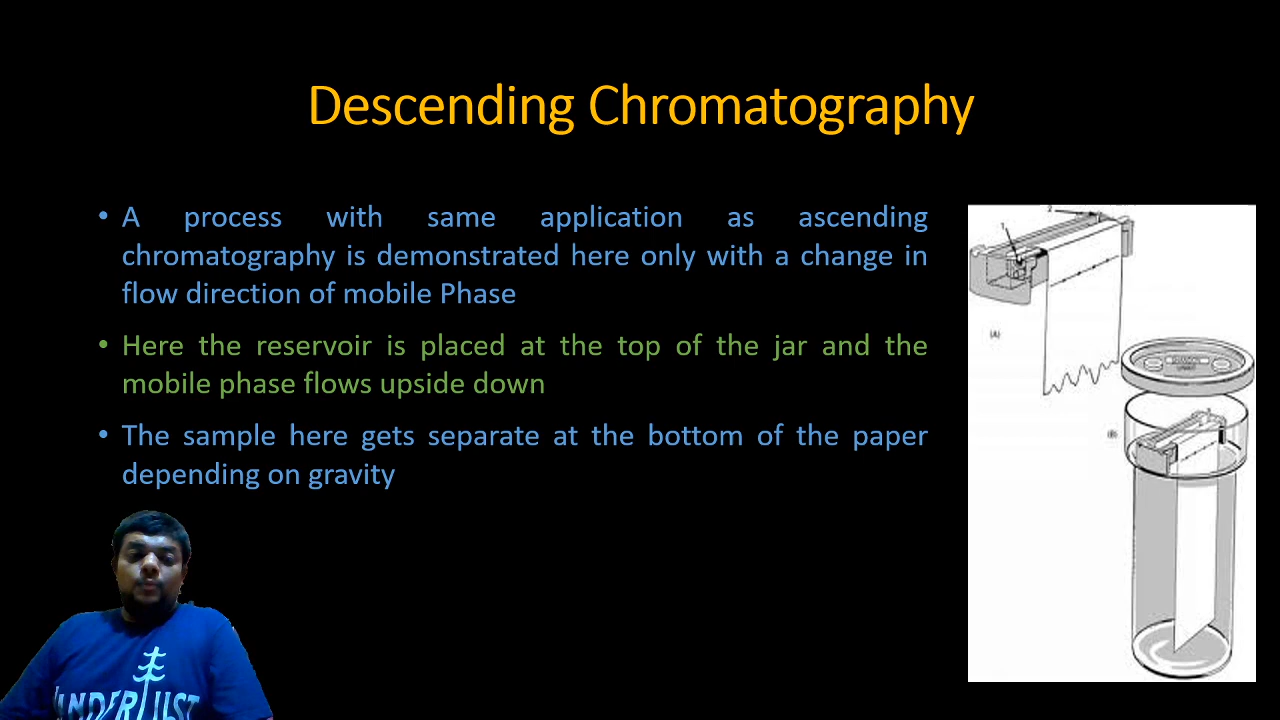 Descending Chromatography
• A process with same application as ascending
chromatography is demonstrated here only with a change in
flow direction of mobile Phase
• Here the reservoir is placed at the top of the jar and the
mobile phase flows upside down
• The sample here gets separate at the bottom of the paper
depending on gravity
(A)
(B)